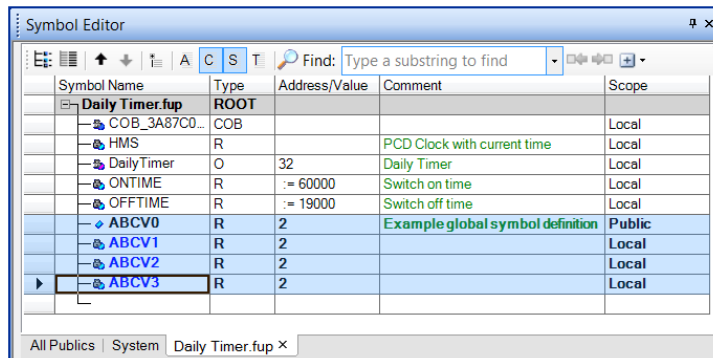 Symbol Editor
A C S T Find: Type a substring to find
Symbol Name Type Address/Value Comment Scope
Daily Timer.fup ROOT
COB_3A87C0... COB Local
HMS R PCD Clock with current time Local
DailyTimer O 32 Daily Timer Local
ONTIME R := 60000 Switch on time Local
OFFTIME R := 19000 Switch off time Local
ABCV0 R 2 Example global symbol definition Public
ABCV1 R 2 Local
ABCV2 R 2 Local
ABCV3 R 2 Local
All Publics System Daily Timer.fup